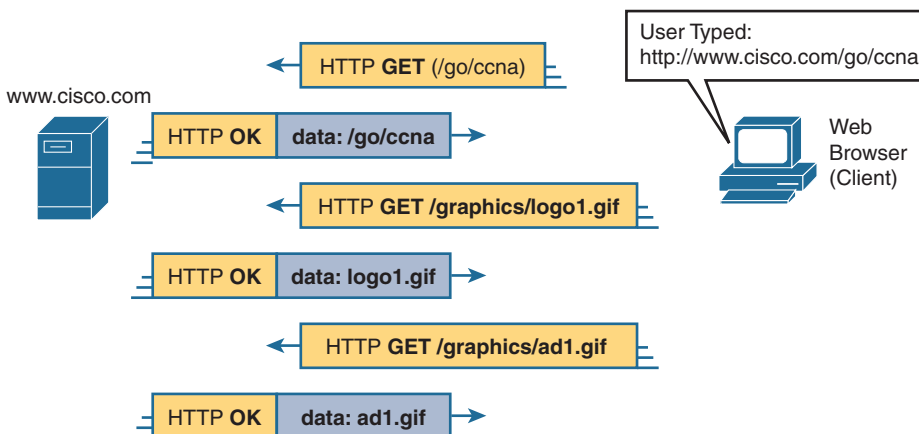 User Typed:
http://www.cisco.com/go/ccna
HTTP GET (/go/ccna)
www.cisco.com
HTTP OK data: /go/ccna
Web
Browser
(Client)
HTTP GET /graphics/logo1.gif
HTTP OK data: logo1.gif
HTTP GET /graphics/ad1.gif
HTTP OK data: ad1.gif